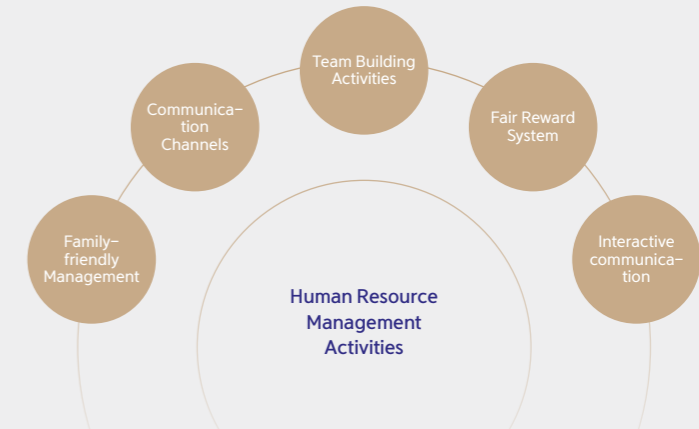 Team Building
Activities
Communica-
tion
Channels
Fair Reward
System
Family-
friendly
Management
Interactive
communica-
tion
Human Resource
Management
Activities